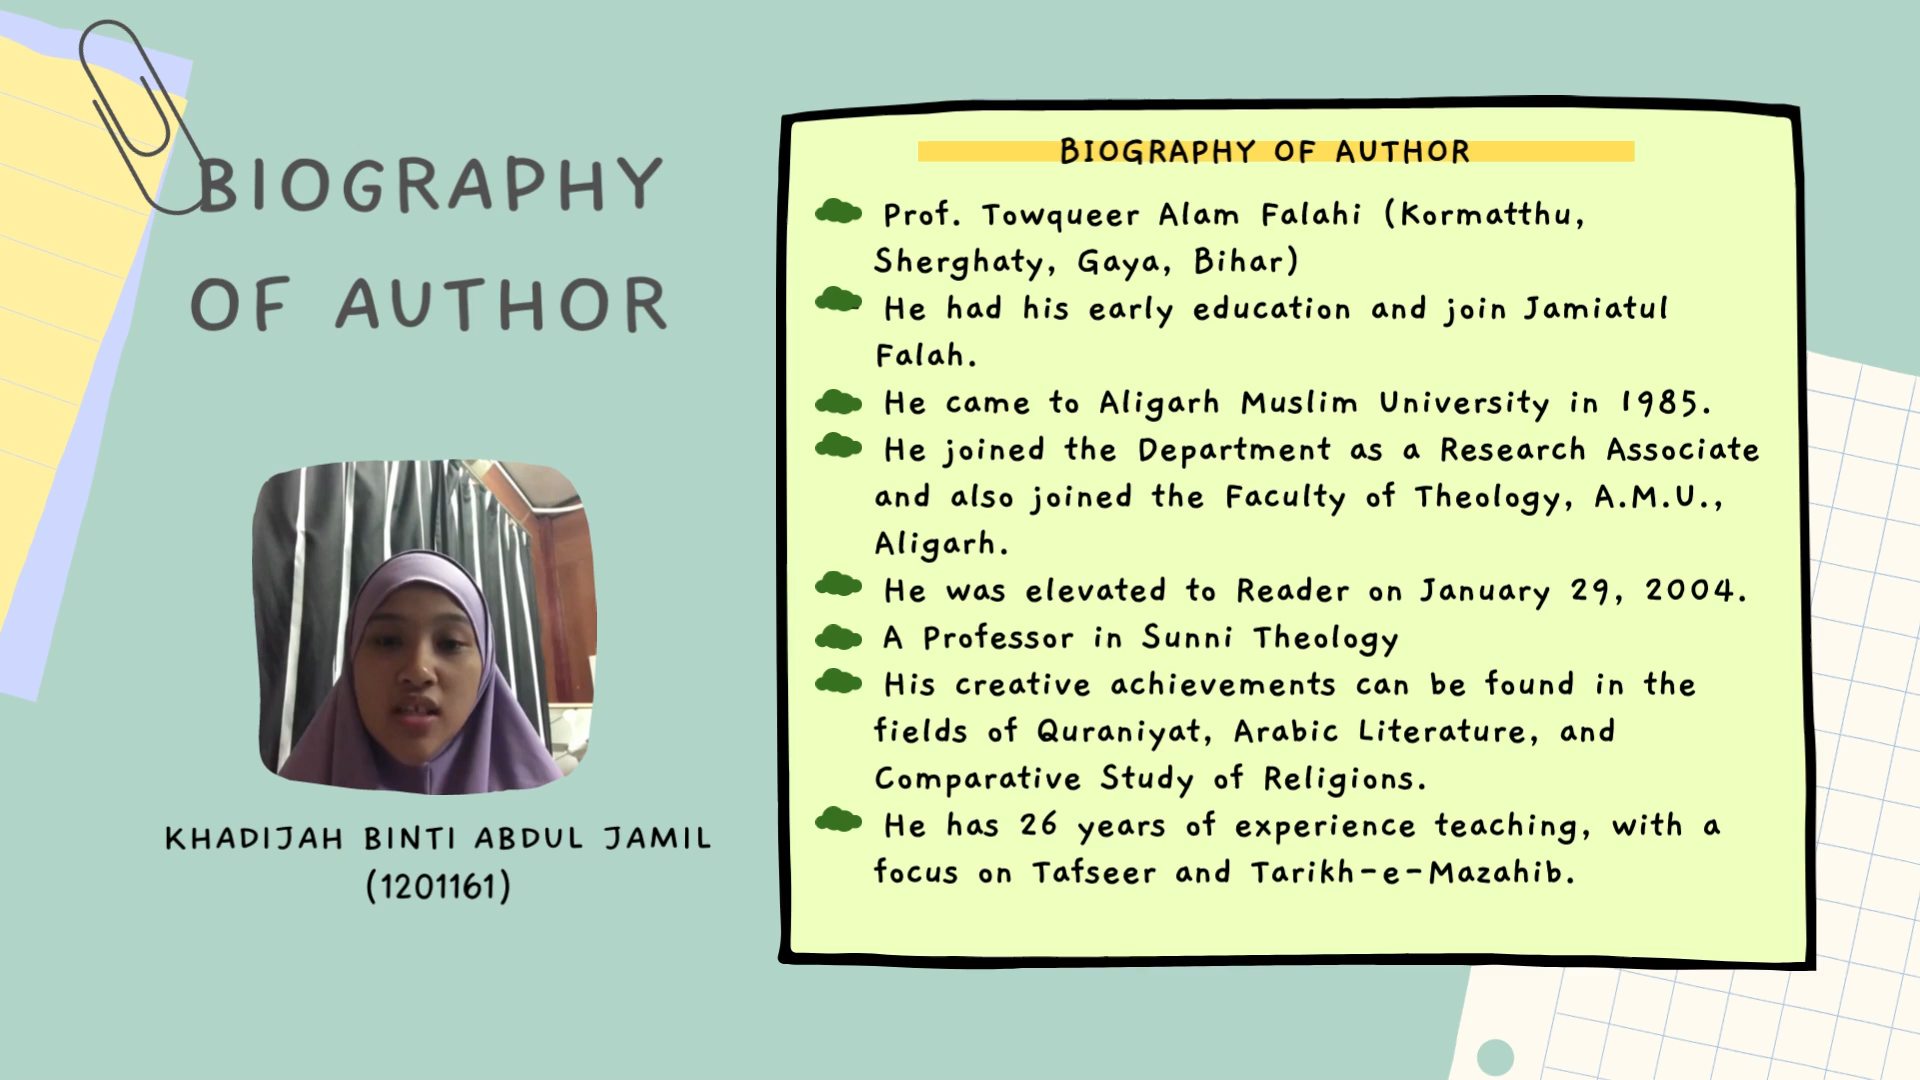 BIOGRAPHY
OF AUTHOR
KHADIJAH BINTI ABDUL JAMIL
(1201161)
BIOGRAPHY OF AUTHOR
Prof. Towqueer Alam Falahi (Kormatthu,
Sherghaty, Gaya, Bihar)
He had his early education and join Jamiatul
Falah.
He came to Aligarh Muslim University in 1985.
He joined the Department as a Research Associate
and also joined the Faculty of Theology, A.M.U.,
Aligarh.
He was elevated to Reader on January 29, 2004.
A Professor in Sunni Theology
His creative achievements can be found in the
fields of Quraniyat, Arabic Literature, and
Comparative Study of Religions.
He has 26 years of experience teaching, with a
focus on Tafseer and Tarikh-e-Mazahib.